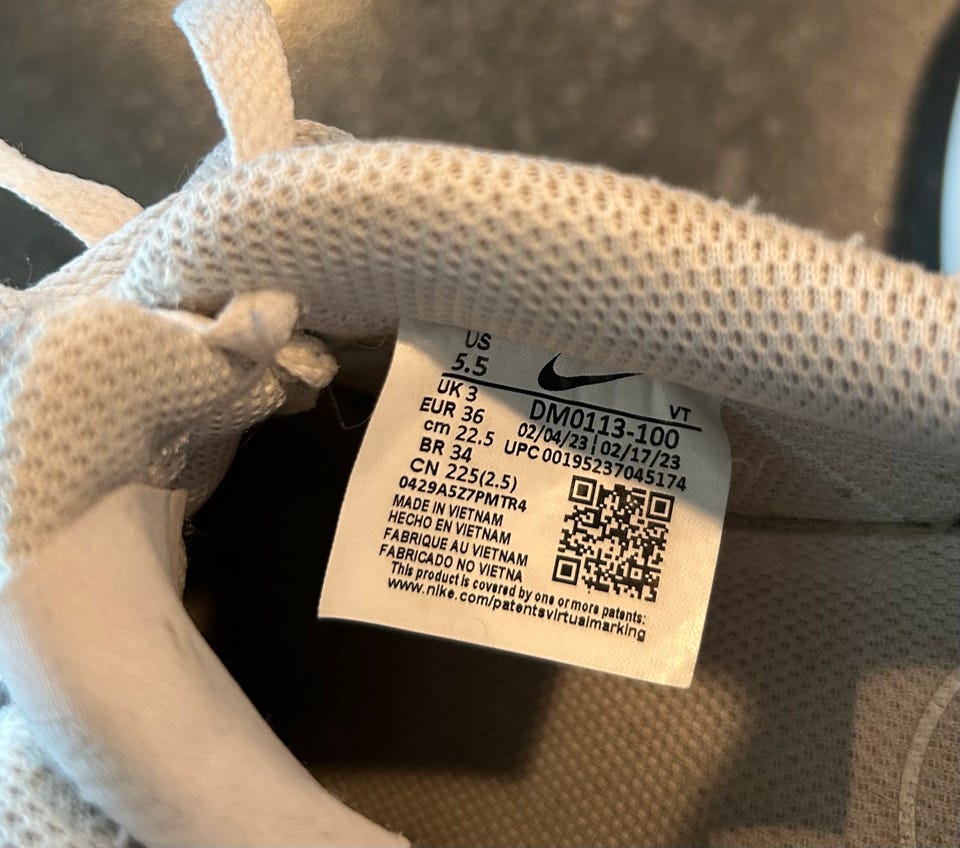 US
5.5
UK 3
EUR 36
cm 22.5
BR 34
CN 225(2.5)
0429A5Z7PMTR4
VT
DM0113-100
02/04/23|02/17/23
UPC 00195237045174
MADE IN VIETNAM
HECHO EN VIETNAM
FABRIQUE AU VIETNAM
FABRICADO NO VIETNA
This product is covered by one or more patents:
www.nike.com/patentsvirtualmarking